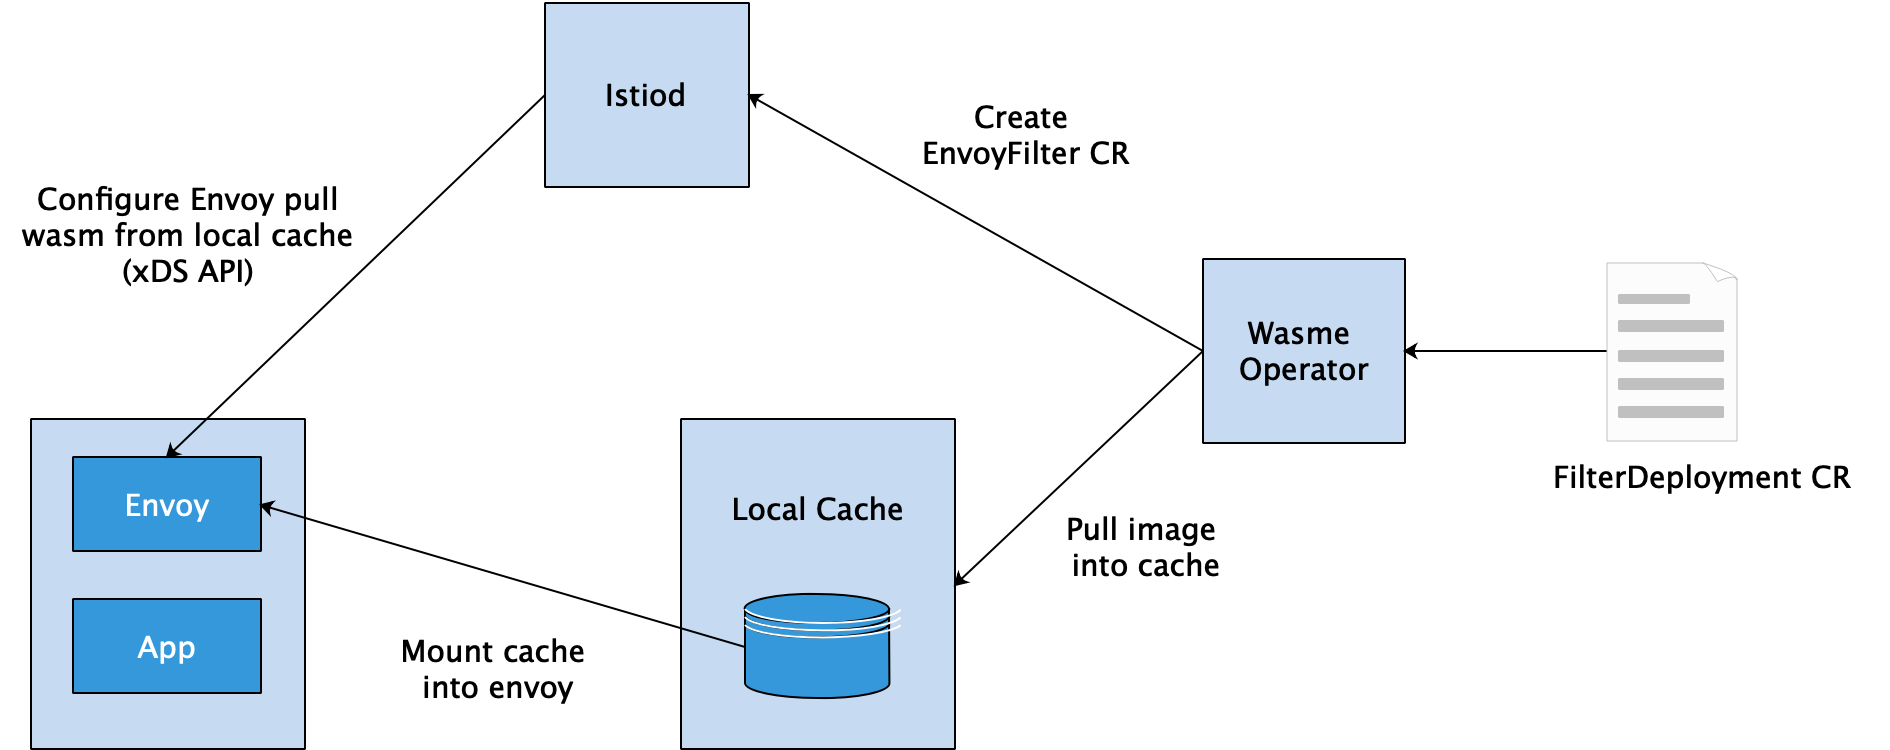 Istiod
Create
EnvoyFilter CR
Configure Envoy pull
wasm from local cache
(xDS API)
Wasme
Operator
FilterDeployment CR
Envoy
Local Cache
Pull image
into cache
App
Mount cache
into envoy